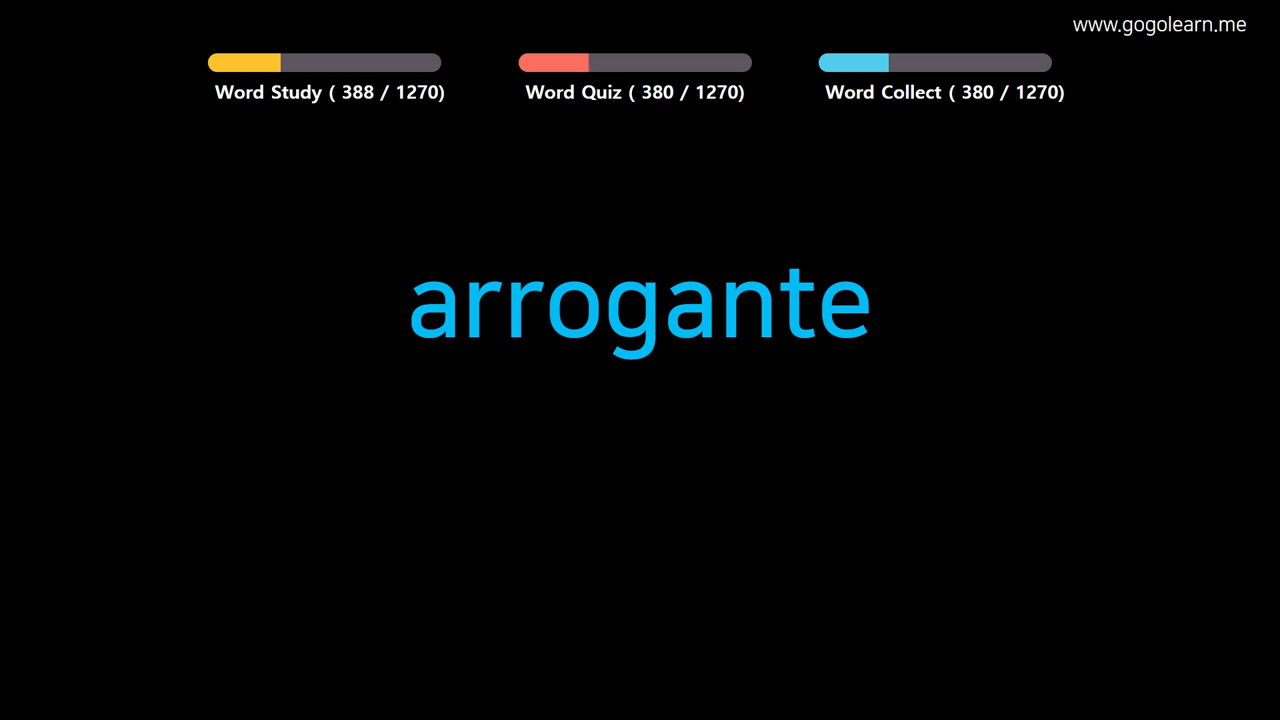 www.gogolearn.me
Word Study ( 388 / 1270)
Word Quiz ( 380 / 1270)
Word Collect ( 380 / 1270)
arrogante